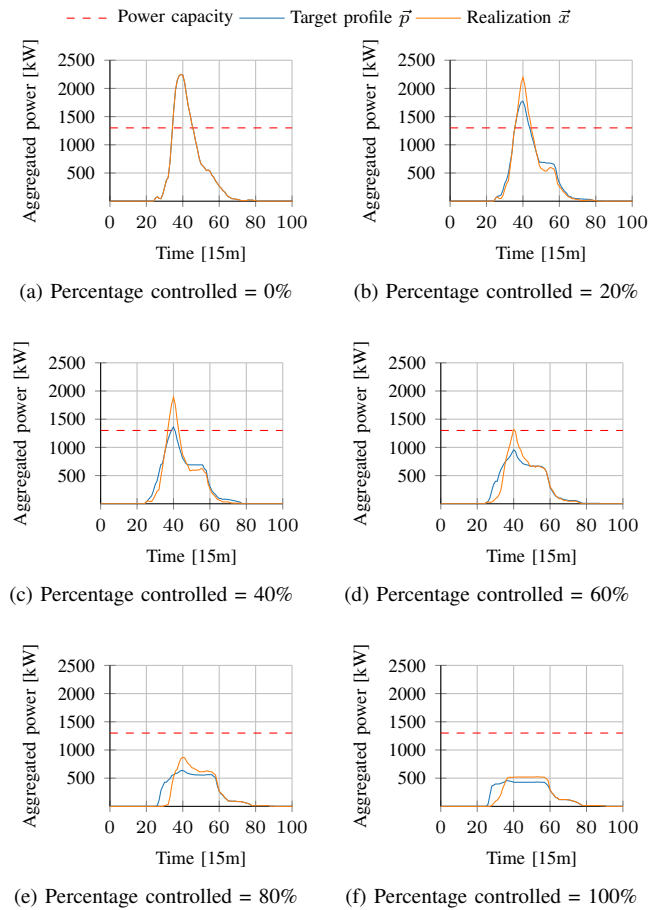 Power capacity Target profile p⃗ Realization x⃗
Aggregated power [kW]
2500
2000
1500
1000
500
0 20 40 60 80 100
Time [15m]
(a) Percentage controlled = 0%
Aggregated power [kW]
2500
2000
1500
1000
500
0 20 40 60 80 100
Time [15m]
(b) Percentage controlled = 20%
Aggregated power [kW]
2500
2000
1500
1000
500
0 20 40 60 80 100
Time [15m]
(c) Percentage controlled = 40%
Aggregated power [kW]
2500
2000
1500
1000
500
0 20 40 60 80 100
Time [15m]
(d) Percentage controlled = 60%
Aggregated power [kW]
2500
2000
1500
1000
500
0 20 40 60 80 100
Time [15m]
(e) Percentage controlled = 80%
Aggregated power [kW]
2500
2000
1500
1000
500
0 20 40 60 80 100
Time [15m]
(f) Percentage controlled = 100%